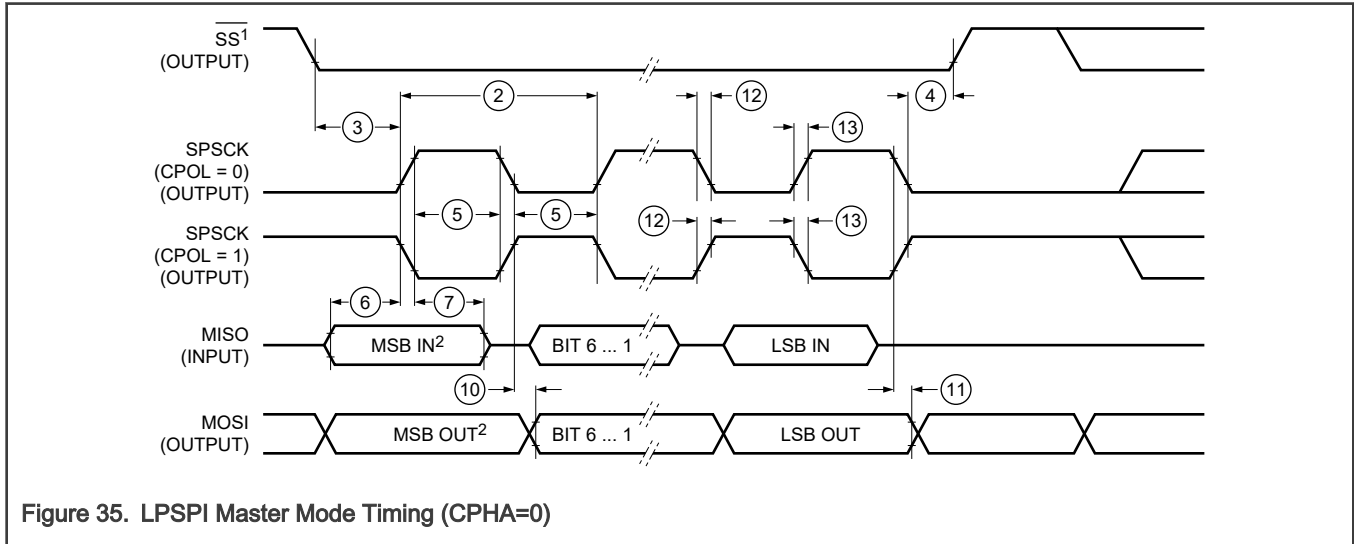 SS¹
(OUTPUT)
2
12
4
3
13
SPSCK
(CPOL = 0)
(OUTPUT)
5
5
12
13
SPSCK
(CPOL = 1)
(OUTPUT)
6
7
MISO
(INPUT)
MSB IN²
BIT 6 ... 1
LSB IN
10
11
MOSI
(OUTPUT)
MSB OUT²
BIT 6 ... 1
LSB OUT
Figure 35. LPSPI Master Mode Timing (CPHA=0)